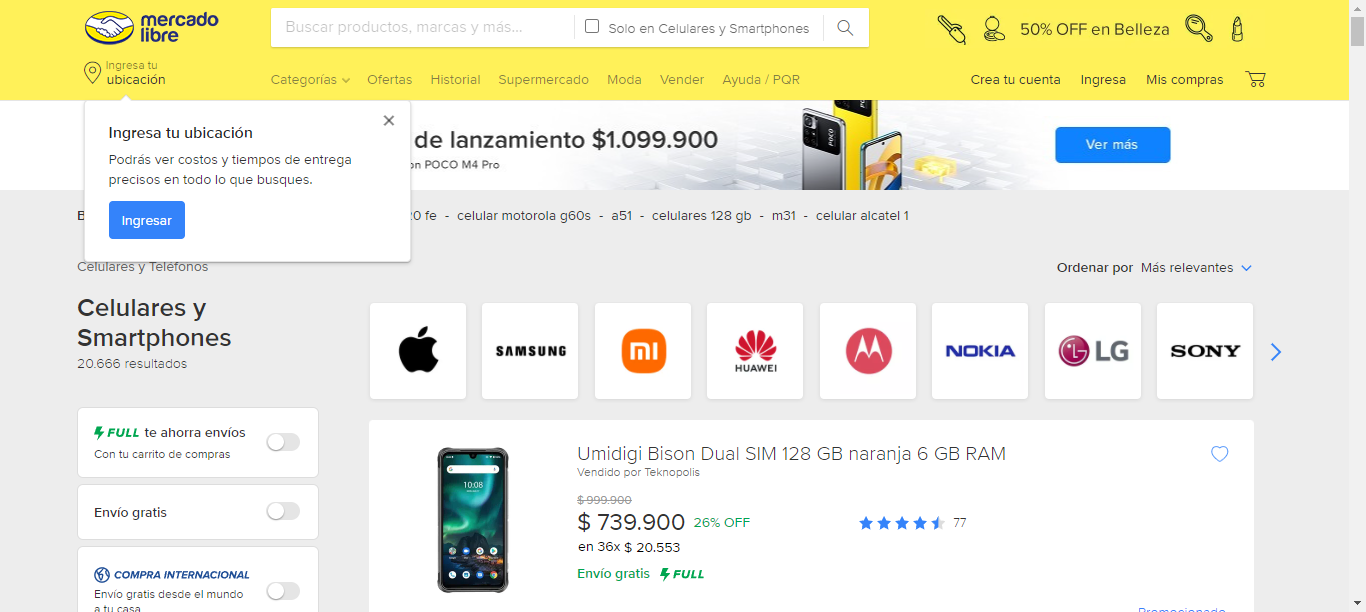 mercado
libre
Buscar productos, marcas y más...
Solo en Celulares y Smartphones
50% OFF en Belleza
Ingresa tu
ubicación
Categorías
Ofertas
Historial
Supermercado
Moda
Vender
Ayuda / PQR
Crea tu cuenta
Ingresa
Mis compras
Ingresa tu ubicación
Podrás ver costos y tiempos de entrega
precisos en todo lo que busques.
Ingresar
de lanzamiento $1.099.900
on POCO M4 Pro
POCO
Ver más
B
20 fe - celular motorola g60s - a51 - celulares 128 gb - m31 - celular alcatel 1
Celulares y Teléfonos
Ordenar por Más relevantes
Celulares y
Smartphones
20.666 resultados
SAMSUNG
HUAWEI
NOKIA
LG
SONY
FULL te ahorra envíos
Con tu carrito de compras
Envío gratis
COMPRA INTERNACIONAL
Envío gratis desde el mundo
a tu casa
10:08
Umidigi Bison Dual SIM 128 GB naranja 6 GB RAM
Vendido por Teknopolis
$ 999.900
$ 739.900 26% OFF
77
en 36x $ 20.553
Envío gratis FULL
Promocionado